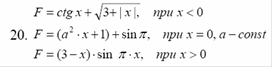 F = ctg x + √3+ | x |, при x < 0
20. F = (a² · x + 1) + sin π, при x = 0, a – const
F = (3 – x) · sin π · x, при x > 0